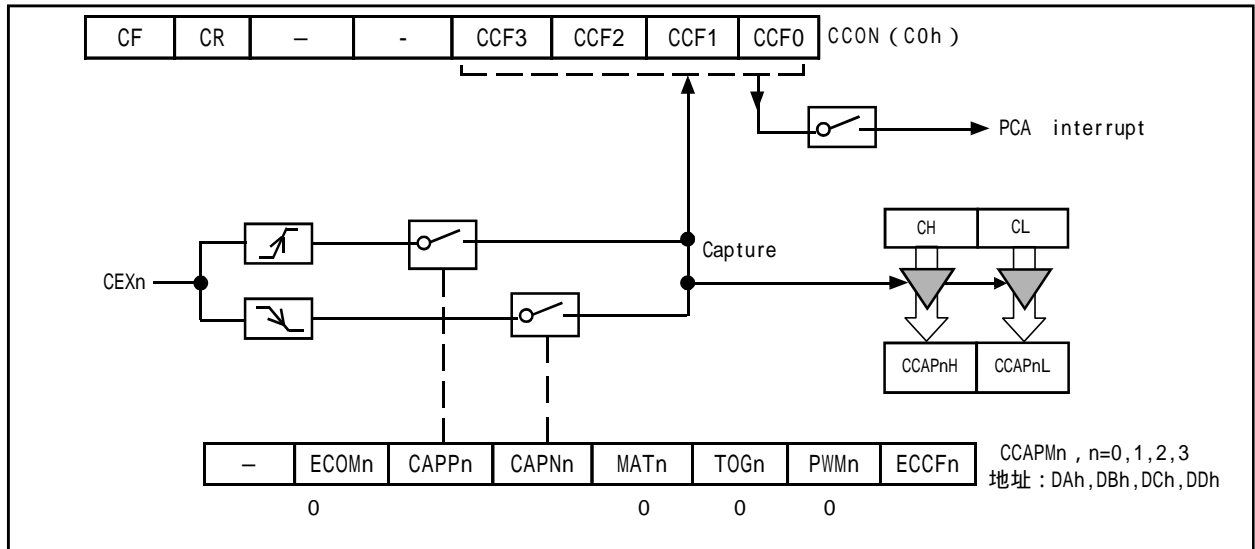 CF CR – - CCF3 CCF2 CCF1 CCF0 CCON (C0h)
PCA interrupt
CH CL
Capture
CEXn
CCAPnH CCAPnL
– ECOMn CAPPn CAPNn MATn TOGn PWMn ECCFn
CCAPMn , n=0,1,2,3
地址:DAh,DBh,DCh,DDh
0 0 0 0